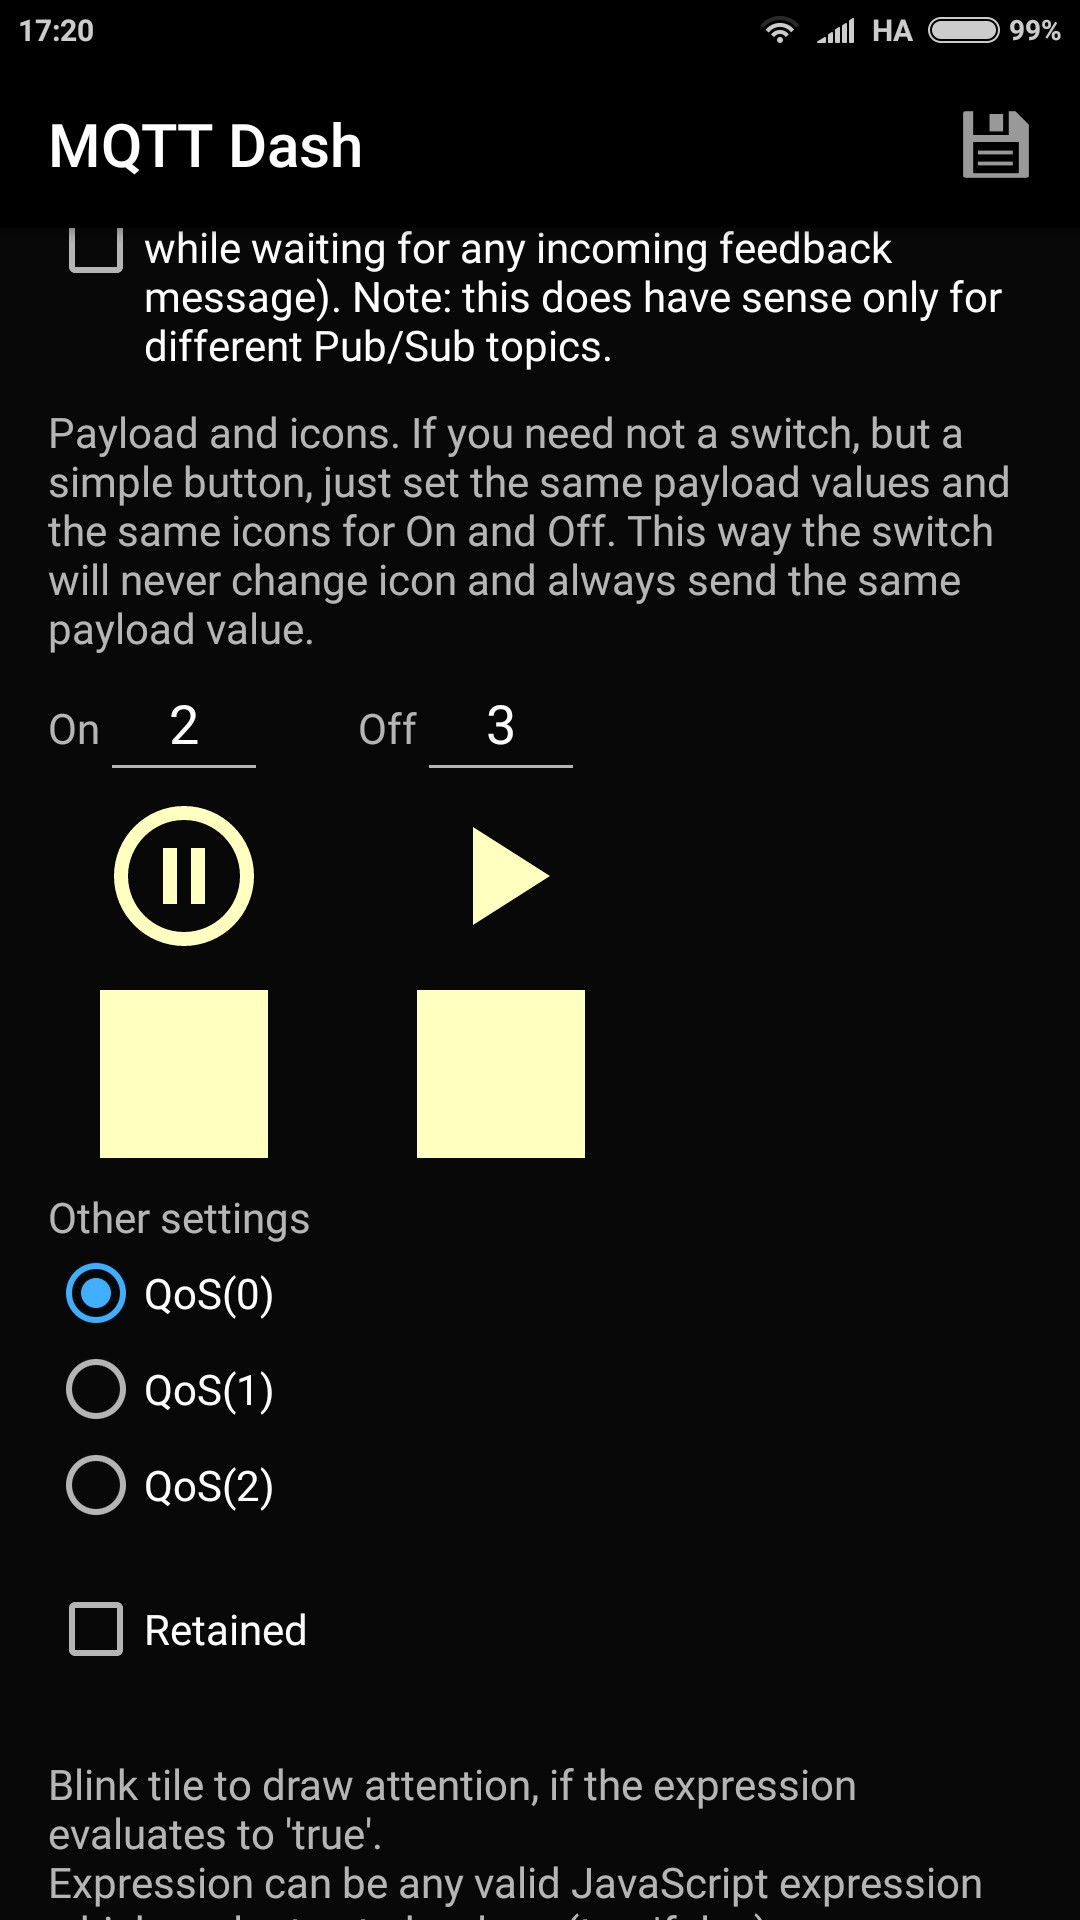 17:20 HA 99%
MQTT Dash
while waiting for any incoming feedback
message). Note: this does have sense only for
different Pub/Sub topics.
Payload and icons. If you need not a switch, but a
simple button, just set the same payload values and
the same icons for On and Off. This way the switch
will never change icon and always send the same
payload value.
On 2 Off 3
Other settings
QoS(0)
QoS(1)
QoS(2)
Retained
Blink tile to draw attention, if the expression
evaluates to 'true'.
Expression can be any valid JavaScript expression